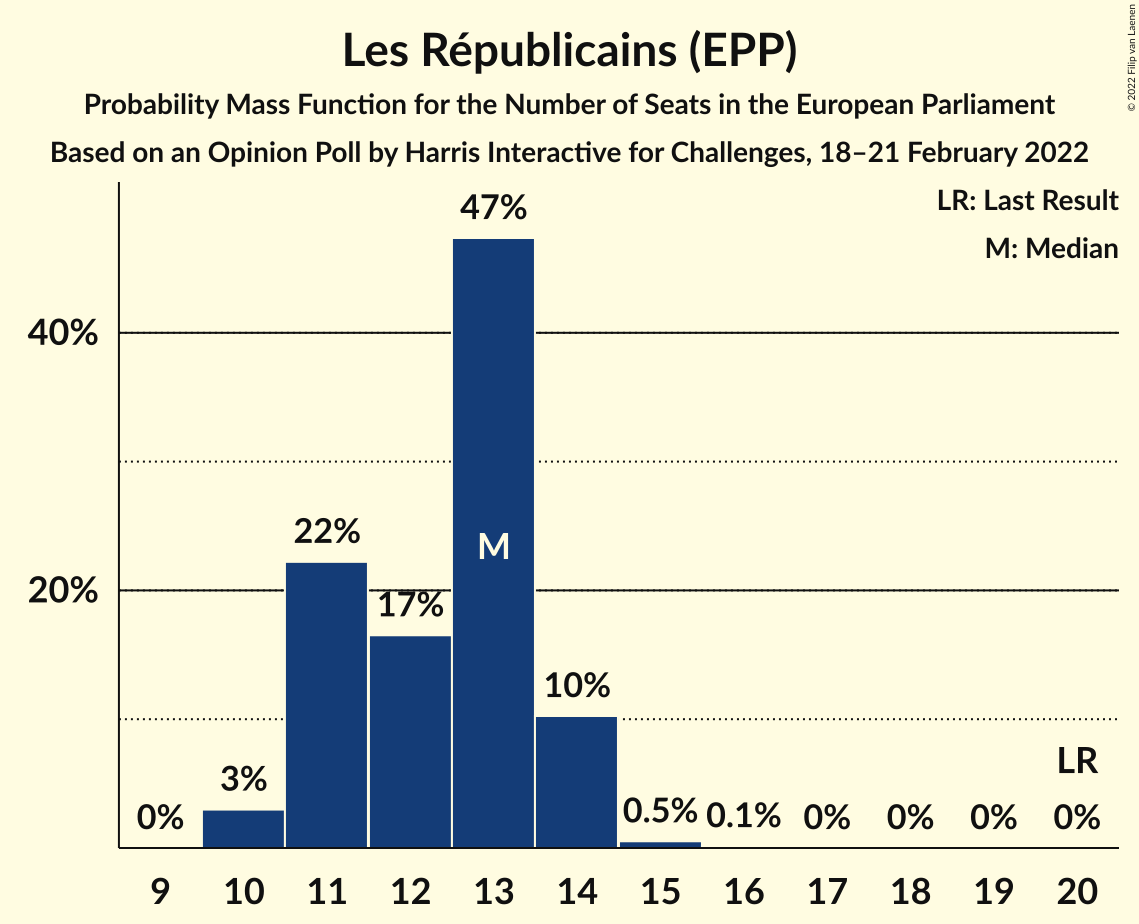 Les Républicains (EPP)
Probability Mass Function for the Number of Seats in the European Parliament
Based on an Opinion Poll by Harris Interactive for Challenges, 18–21 February 2022
© 2022 Filip van Laenen
LR: Last Result
M: Median
47%
40%
22%
M
20%
17%
10%
LR
0%
3%
0.5%
0.1%
0%
0%
0%
0%
9 10 11 12 13 14 15 16 17 18 19 20